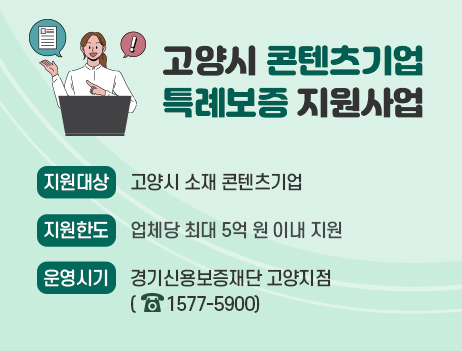 고양시 콘텐츠기업
특례보증 지원사업
지원대상 고양시 소재 콘텐츠기업
지원한도 업체당 최대 5억 원 이내 지원
운영시기 경기신용보증재단 고양지점
( ☎ 1577-5900)